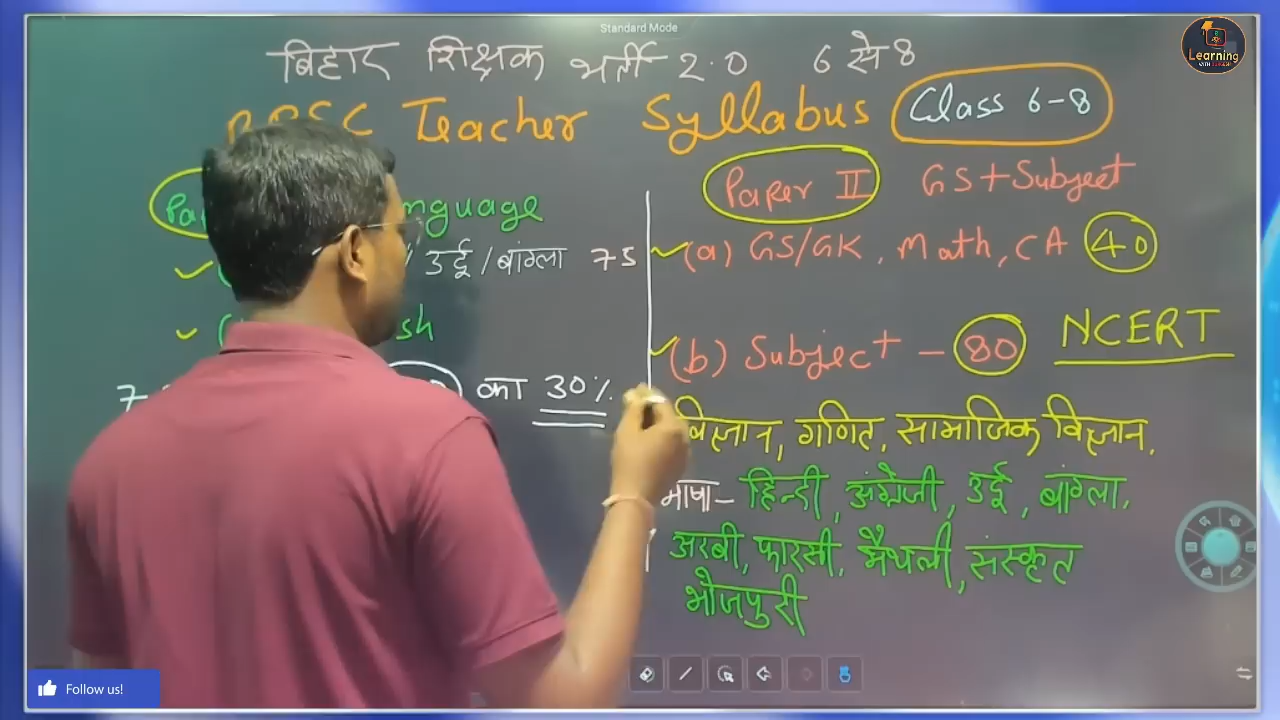 Standard Mode
Learning
बिहार शिक्षक भर्ती 2.0 6 से 8
BPSC Teacher Syllabus Class 6-8
nguage
उर्दू / बांग्ला 75
sh
का 30%
Paper II GS+Subject
(a) GS/GK, Math, CA 40
(b) Subject - 80 NCERT
विज्ञान, गणित, सामाजिक विज्ञान.
भाषा - हिन्दी, अंग्रेजी, उर्दू, बांग्ला,
अरबी, फारसी, मैथली, संस्कृत
भोजपुरी
Follow us!